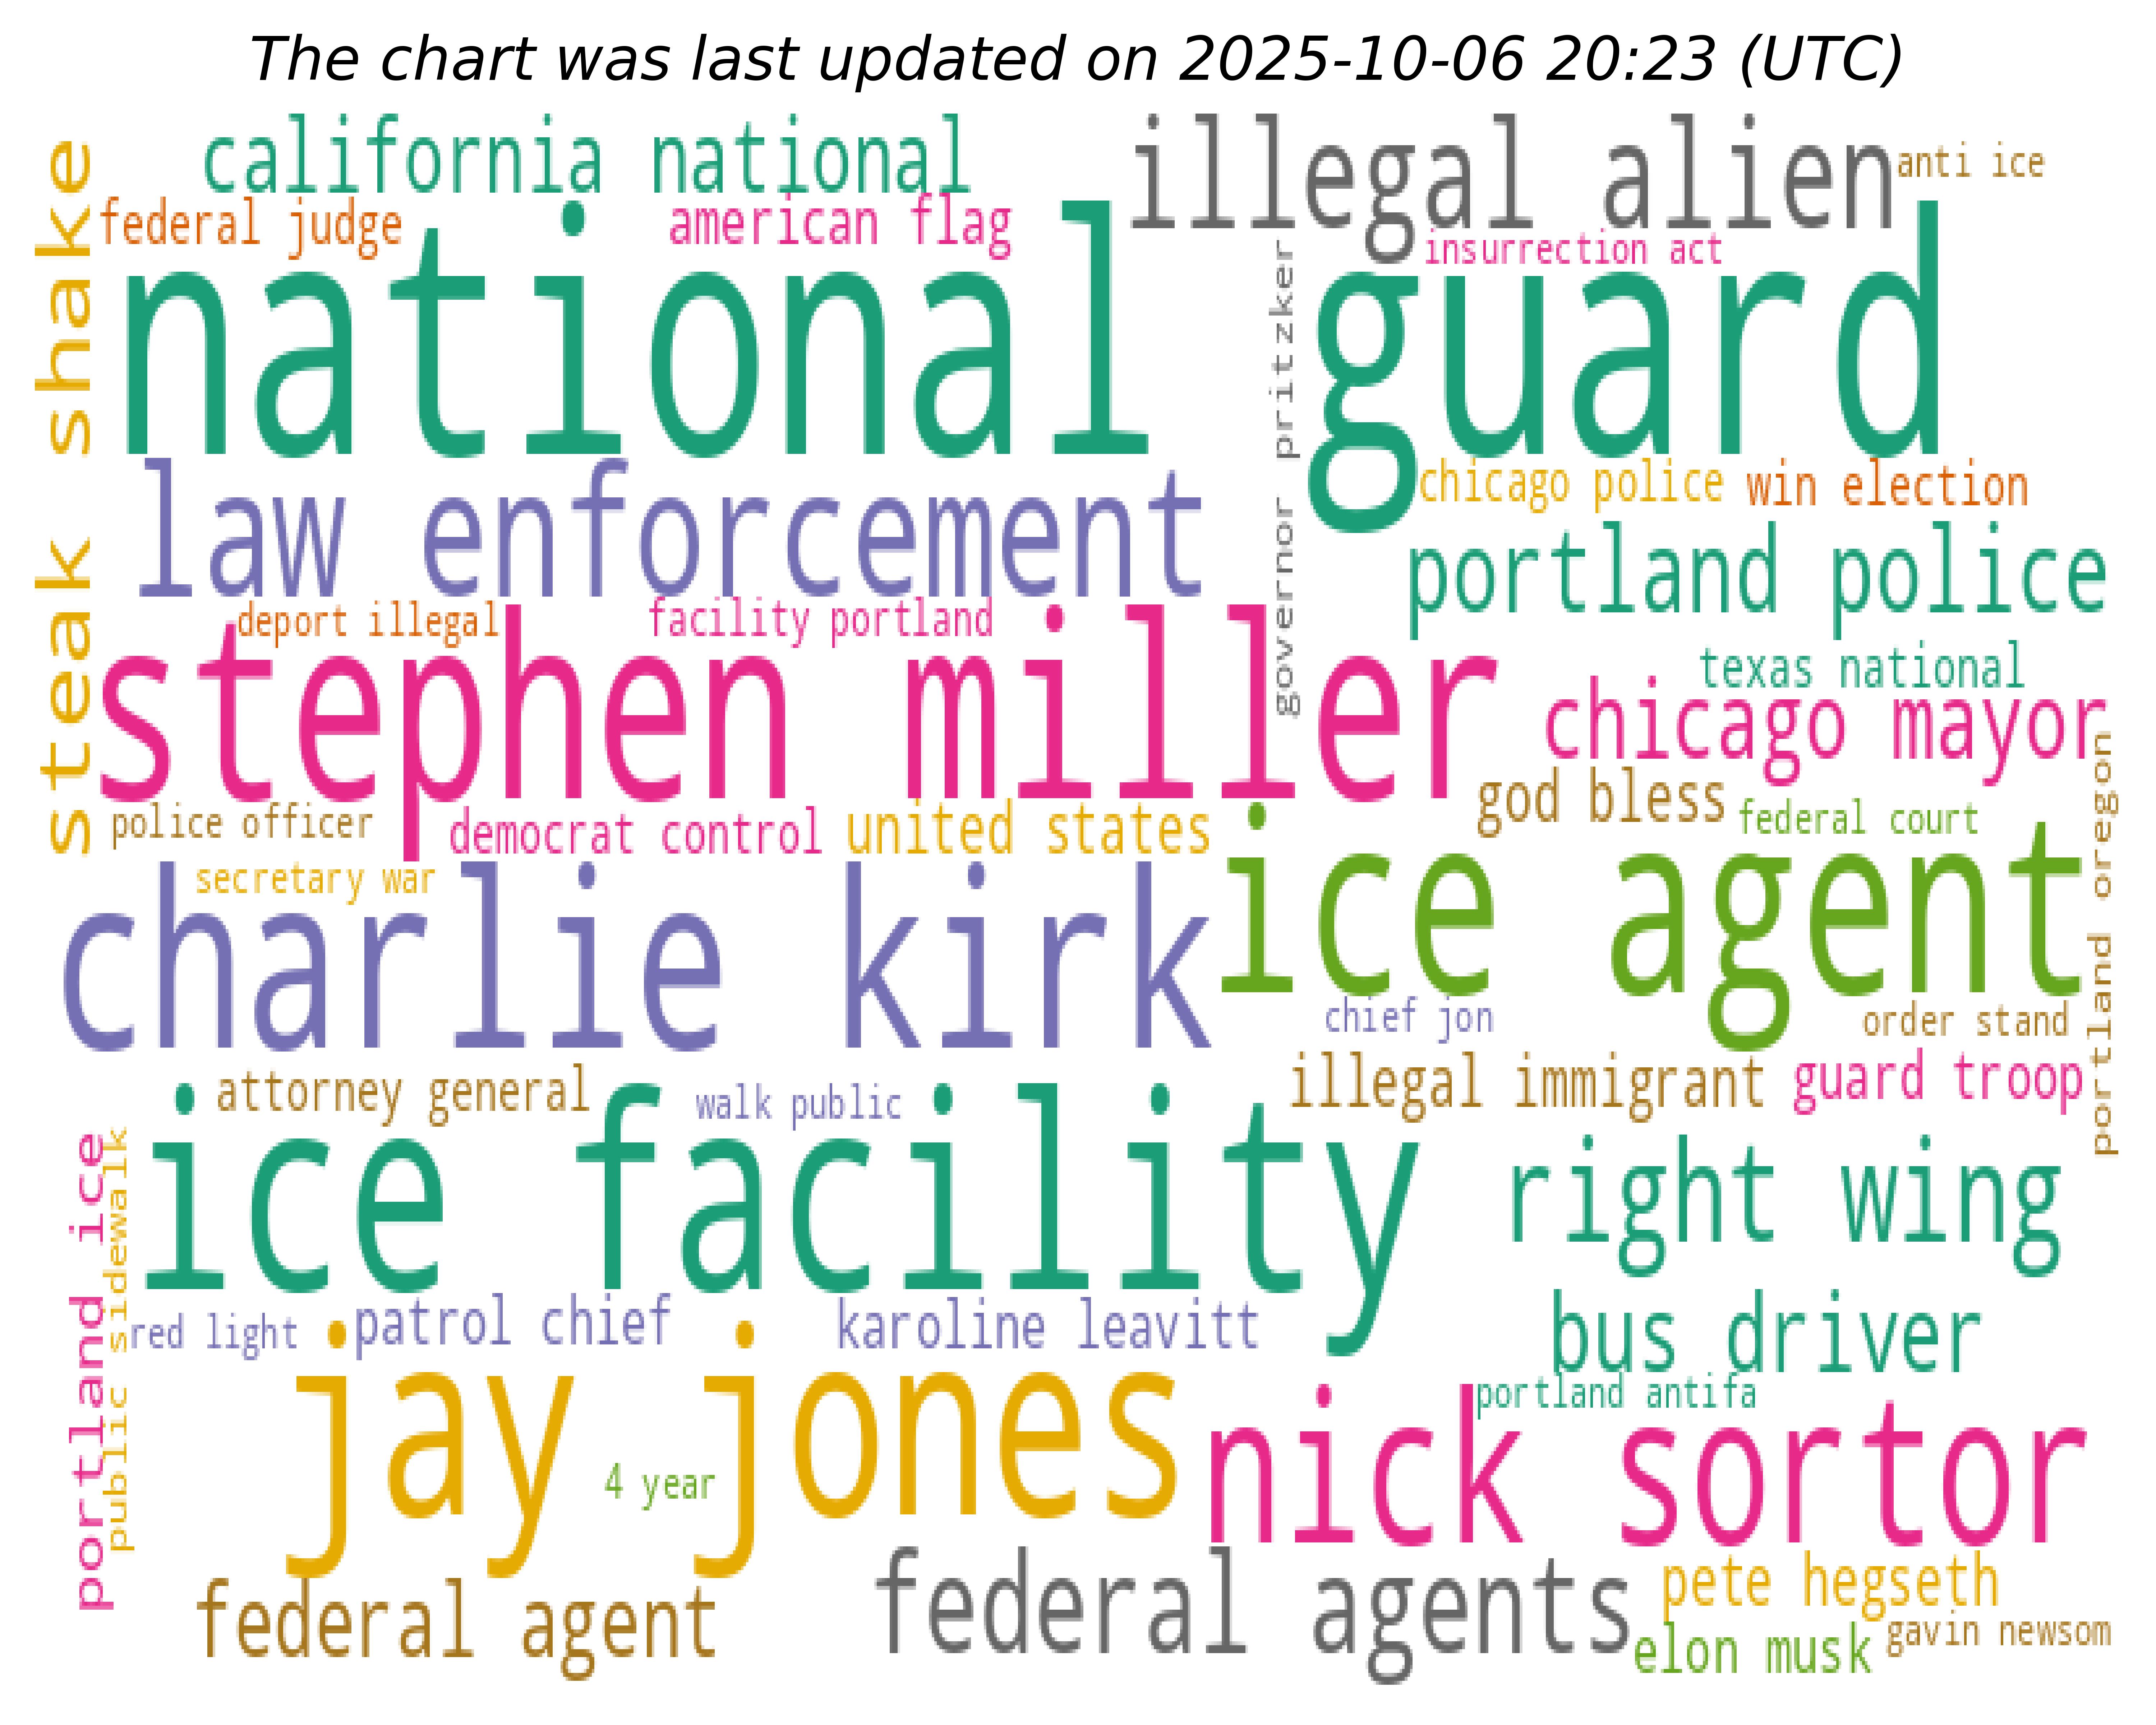 The chart was last updated on 2025-10-06 20:23 (UTC)
california national
illegal alien
anti ice
steak shake
federal judge
american flag
insurrection act
national guard
governor pritzker
law enforcement
chicago police
win election
portland police
deport illegal
facility portland
stephen miller
texas national
chicago mayor
portland oregon
god bless
federal court
police officer
democrat control
united states
ice agent
secretary war
charlie kirk
chief jon
order stand
attorney general
walk public
illegal immigrant
guard troop
ice facility
right wing
portland ice
public sidewalk
red light
patrol chief
karoline leavitt
bus driver
jay jones
portland antifa
nick sortor
4 year
federal agent
federal agents
pete hegseth
elon musk
gavin newsom